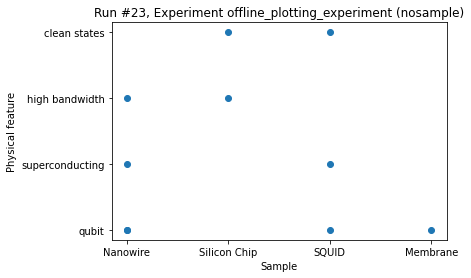 Run #23, Experiment offline_plotting_experiment (nosample)
clean states
high bandwidth
superconducting
qubit
Physical feature
Nanowire Silicon Chip SQUID Membrane
Sample